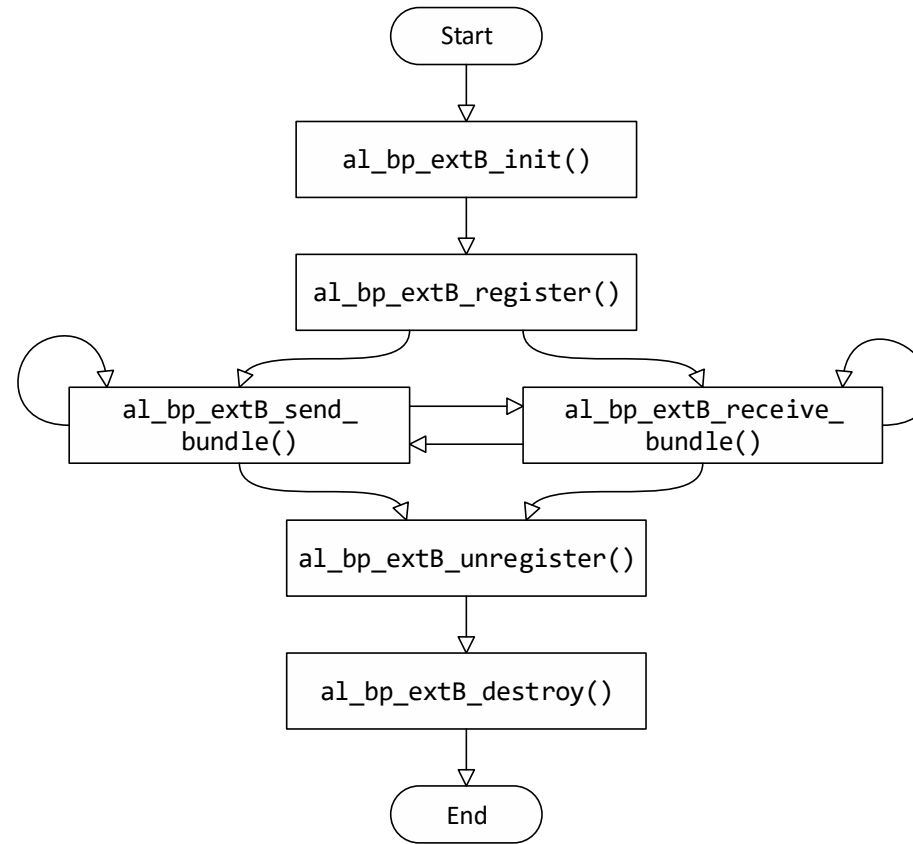 Start
al_bp_extB_init()
al_bp_extB_register()
al_bp_extB_send_
bundle()
al_bp_extB_receive_
bundle()
al_bp_extB_unregister()
al_bp_extB_destroy()
End